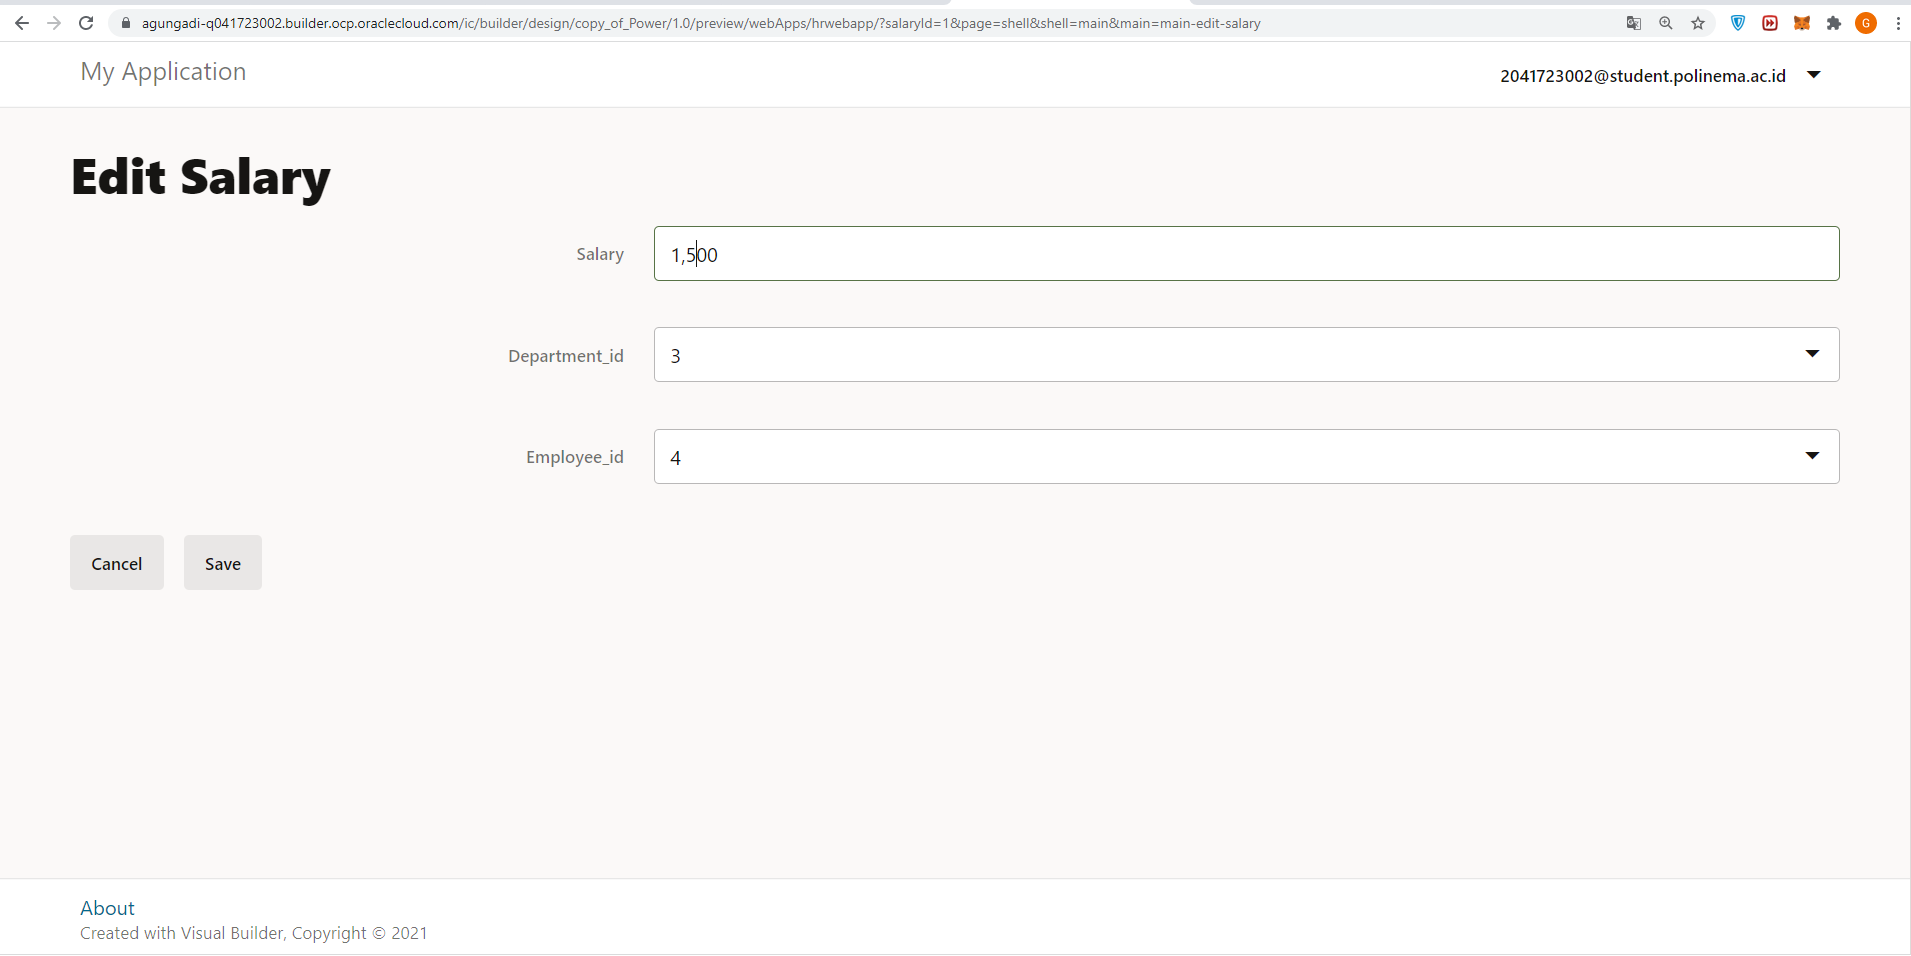 agungadi-q041723002.builder.ocp.oraclecloud.com/ic/builder/design/copy_of_Power/1.0/preview/webApps/hrwebapp/?salaryId=1&page=shell&shell=main&main=main-edit-salary
G
My Application
2041723002@student.polinema.ac.id
Edit Salary
Salary
1,500
Department_id
3
Employee_id
4
Cancel
Save
About
Created with Visual Builder, Copyright © 2021